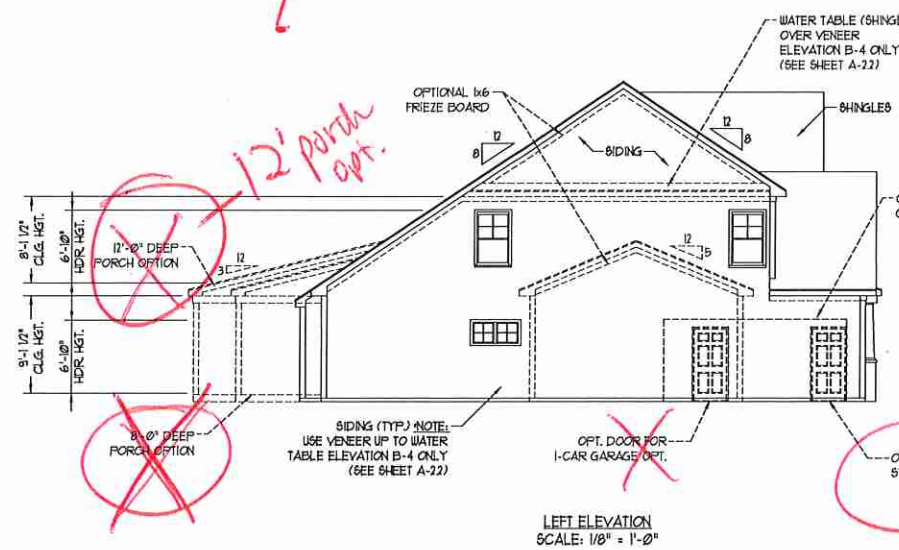 WATER TABLE (SHINGL
OVER VENEER
ELEVATION B-4 ONLY
(SEE SHEET A-2.2)
OPTIONAL 1x6
FRIEZE BOARD
SHINGLES
12
8
12
8
SIDING
12' porch
opt.
8'-1 1/2"
CLG. HGT.
6'-10"
HDR. HGT.
12'-0" DEEP
PORCH OPTION
12
3
12
5
9'-1 1/2"
CLG. HGT.
6'-10"
HDR. HGT.
8'-0" DEEP
PORCH OPTION
SIDING (TYP.) NOTE:
USE VENEER UP TO WATER
TABLE ELEVATION B-4 ONLY
(SEE SHEET A-2.2)
OPT. DOOR FOR
1-CAR GARAGE OPT.
LEFT ELEVATION
SCALE: 1/8" = 1'-0"